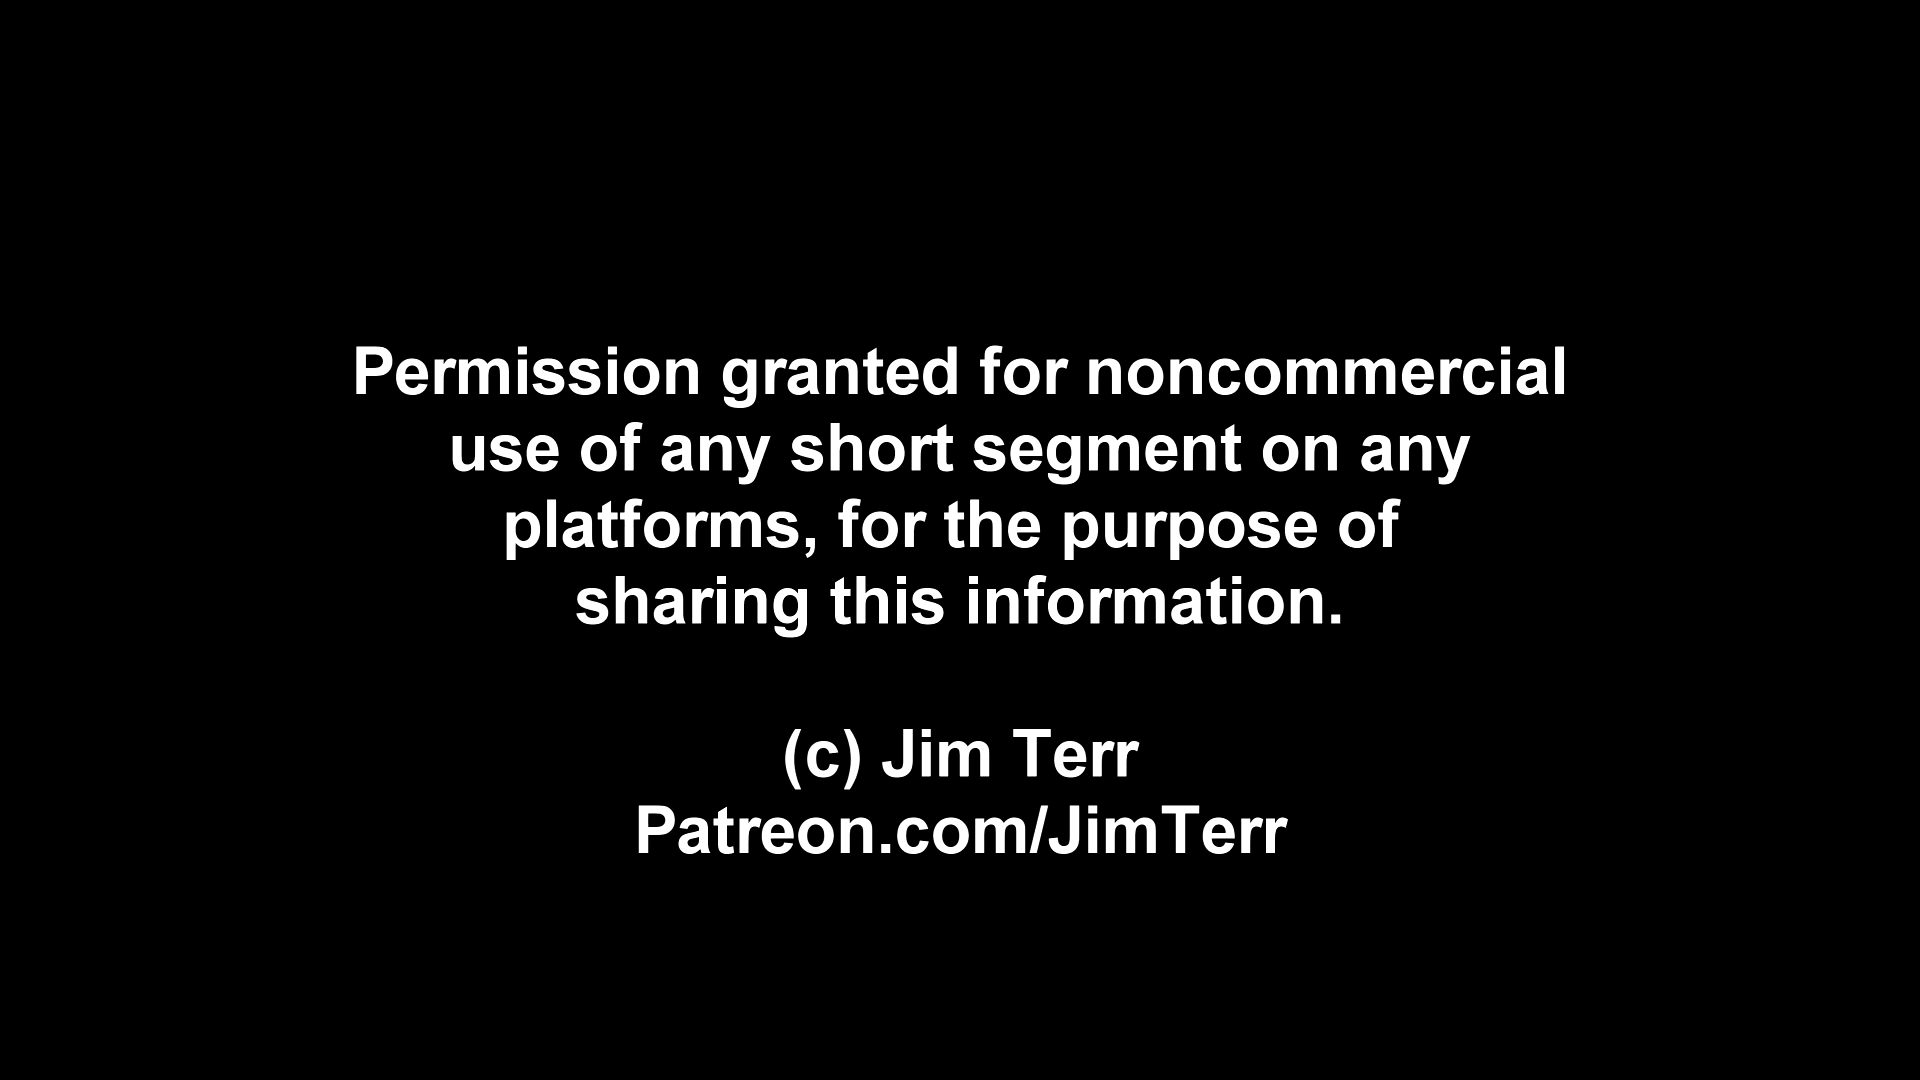 Permission granted for noncommercial
use of any short segment on any
platforms, for the purpose of
sharing this information.
(c) Jim Terr
Patreon.com/JimTerr